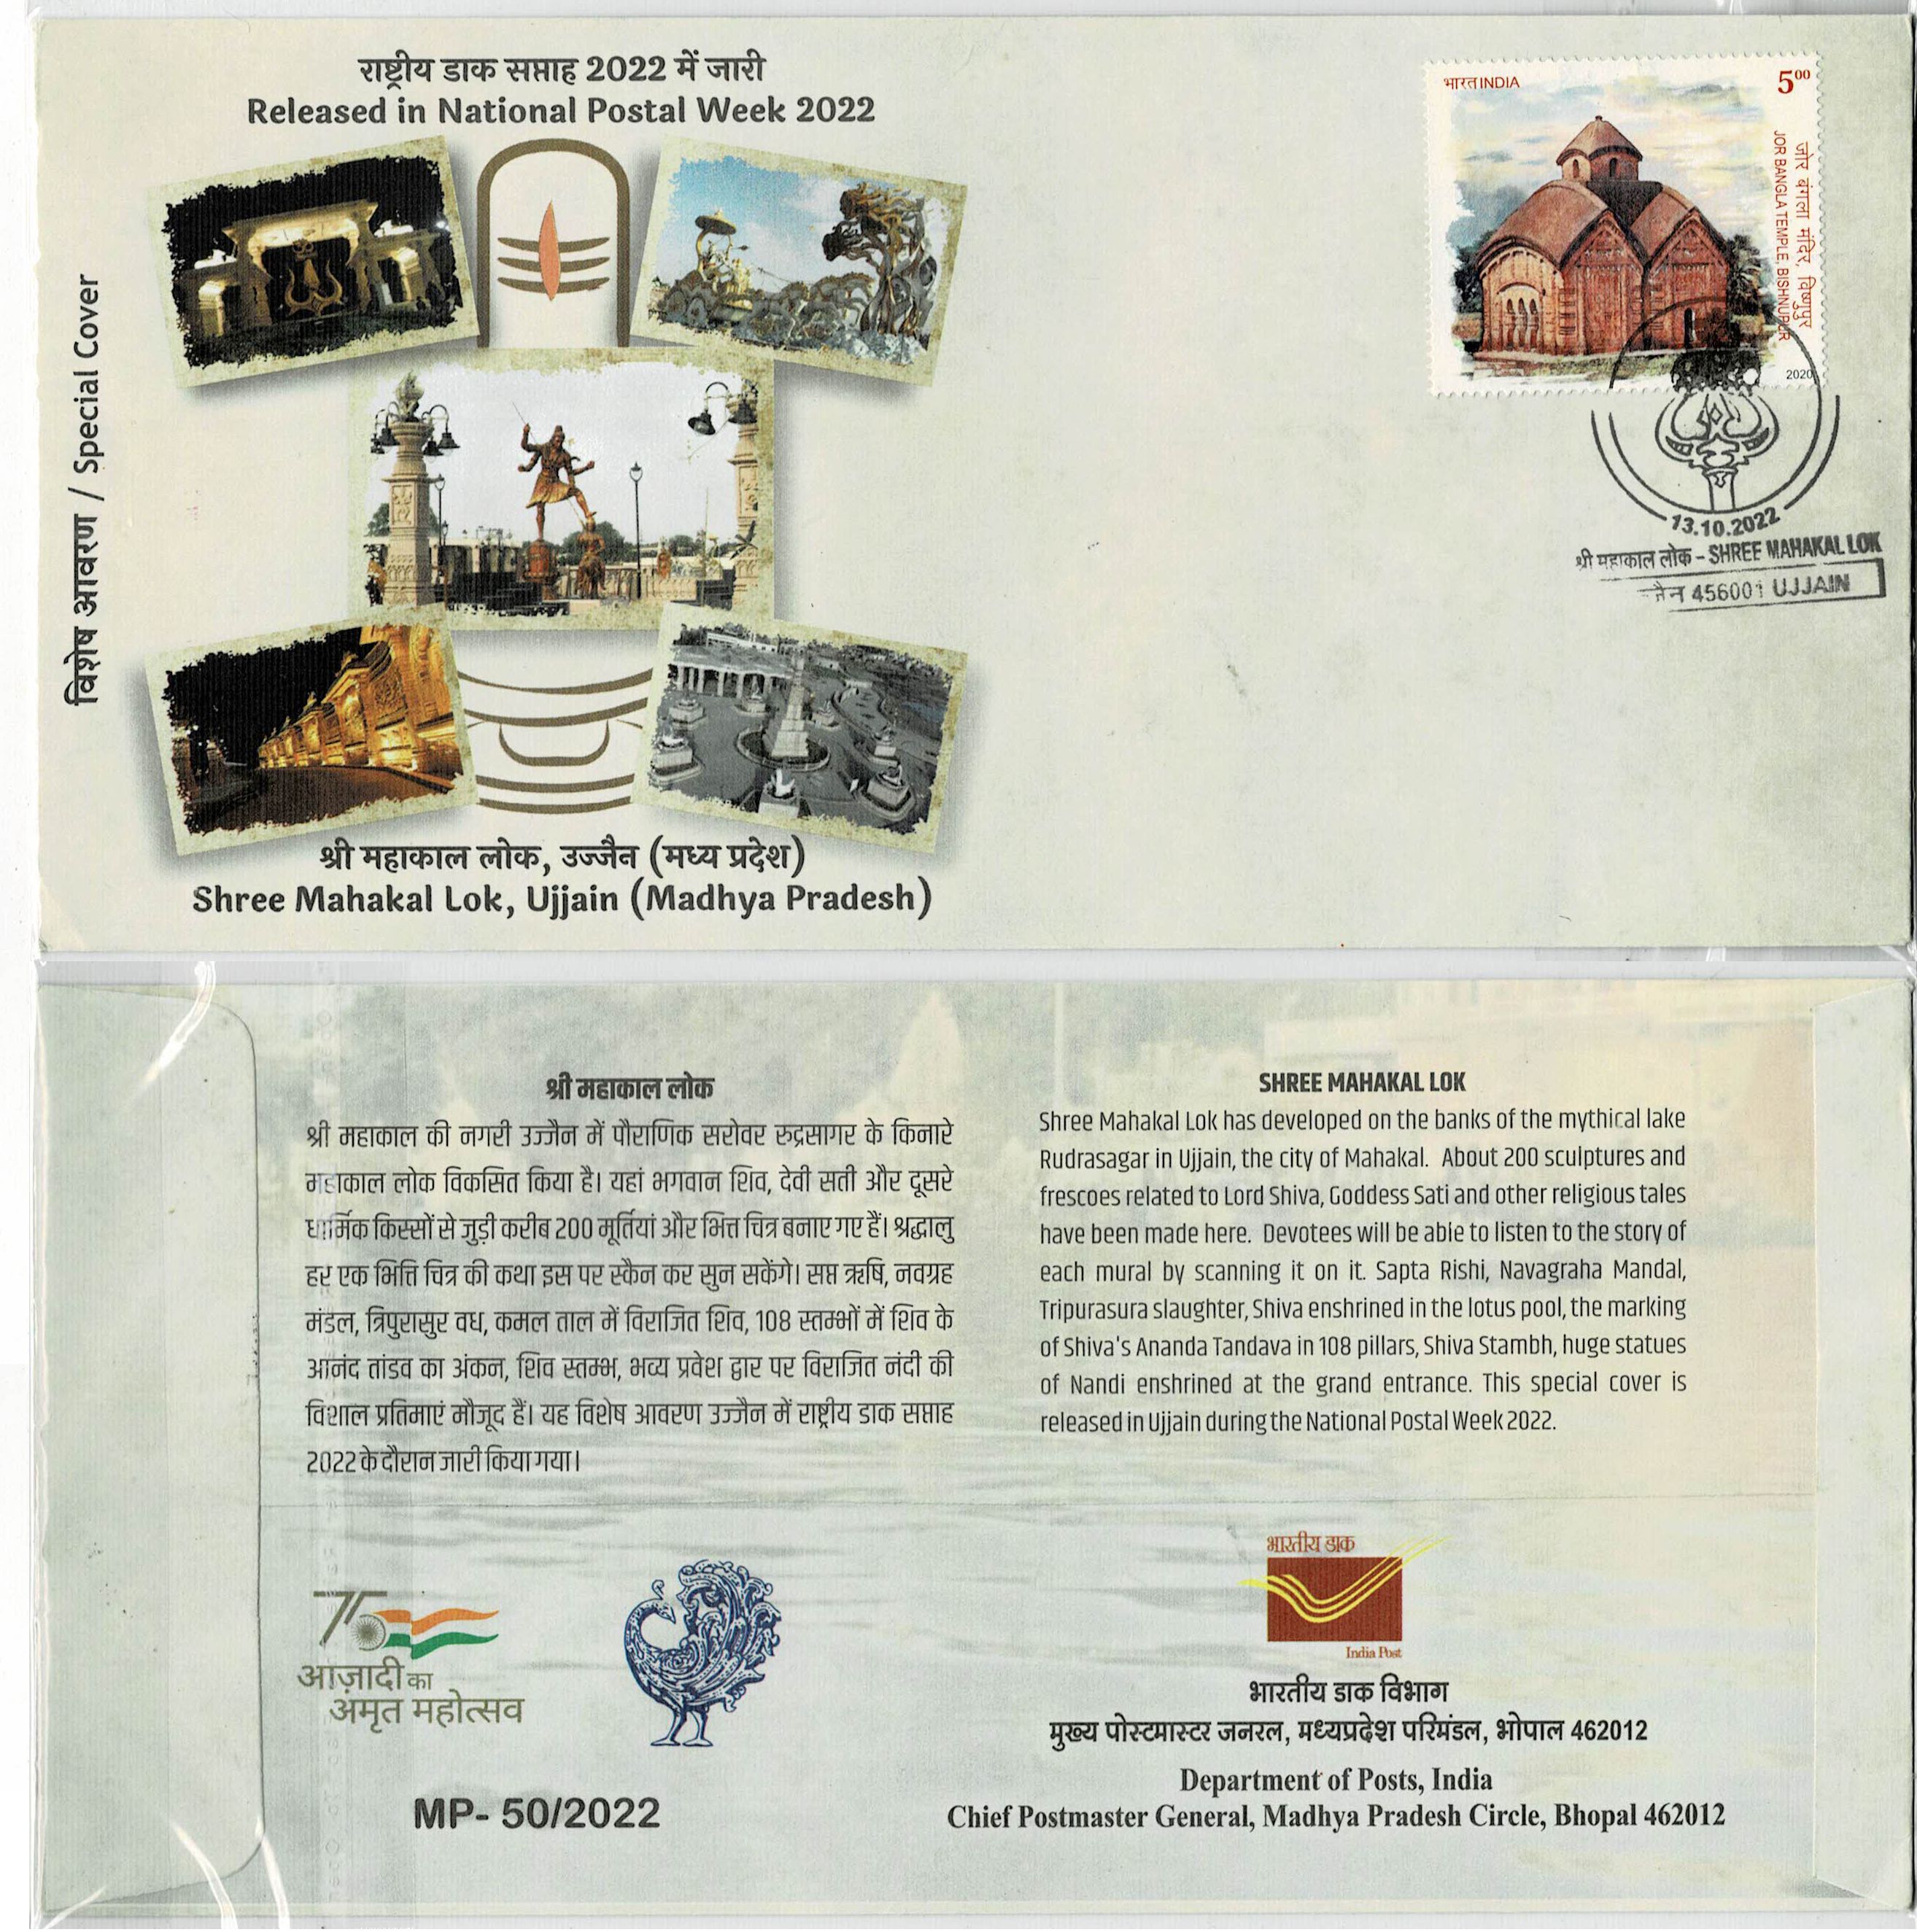 राष्ट्रीय डाक सप्ताह 2022 में जारी
Released in National Postal Week 2022
विशेष आवरण / Special Cover
श्री महाकाल लोक, उज्जैन (मध्य प्रदेश)
Shree Mahakal Lok, Ujjain (Madhya Pradesh)
भारत INDIA
500
जोर बंगला मंदिर, विष्णुपुर
JOR BANGLA TEMPLE, BISHNUPUR
2020
13.10.2022
श्री महाकाल लोक - SHREE MAHAKAL LOK
456001 UJJAIN
श्री महाकाल लोक
श्री महाकाल की नगरी उज्जैन में पौराणिक सरोवर रुद्रसागर के किनारे
महाकाल लोक विकसित किया है। यहां भगवान शिव, देवी सती और दूसरे
धार्मिक किस्सों से जुड़ी करीब 200 मूर्तियां और भित्त चित्र बनाए गए हैं। श्रद्धालु
हर एक भित्ति चित्र की कथा इस पर स्कैन कर सुन सकेंगे। सप्त ऋषि, नवग्रह
मंडल, त्रिपुरासुर वध, कमल ताल में विराजित शिव, 108 स्तम्भों में शिव के
आनंद तांडव का अंकन, शिव स्तम्भ, भव्य प्रवेश द्वार पर विराजित नंदी की
विशाल प्रतिमाएं मौजूद हैं। यह विशेष आवरण उज्जैन में राष्ट्रीय डाक सप्ताह
2022 के दौरान जारी किया गया।
SHREE MAHAKAL LOK
Shree Mahakal Lok has developed on the banks of the mythical lake
Rudrasagar in Ujjain, the city of Mahakal. About 200 sculptures and
frescoes related to Lord Shiva, Goddess Sati and other religious tales
have been made here. Devotees will be able to listen to the story of
each mural by scanning it on it. Sapta Rishi, Navagraha Mandal,
Tripurasura slaughter, Shiva enshrined in the lotus pool, the marking
of Shiva's Ananda Tandava in 108 pillars, Shiva Stambh, huge statues
of Nandi enshrined at the grand entrance. This special cover is
released in Ujjain during the National Postal Week 2022.
75
आज़ादी का
अमृत महोत्सव
MP- 50/2022
भारतीय डाक
India Post
भारतीय डाक विभाग
मुख्य पोस्टमास्टर जनरल, मध्यप्रदेश परिमंडल, भोपाल 462012
Department of Posts, India
Chief Postmaster General, Madhya Pradesh Circle, Bhopal 462012